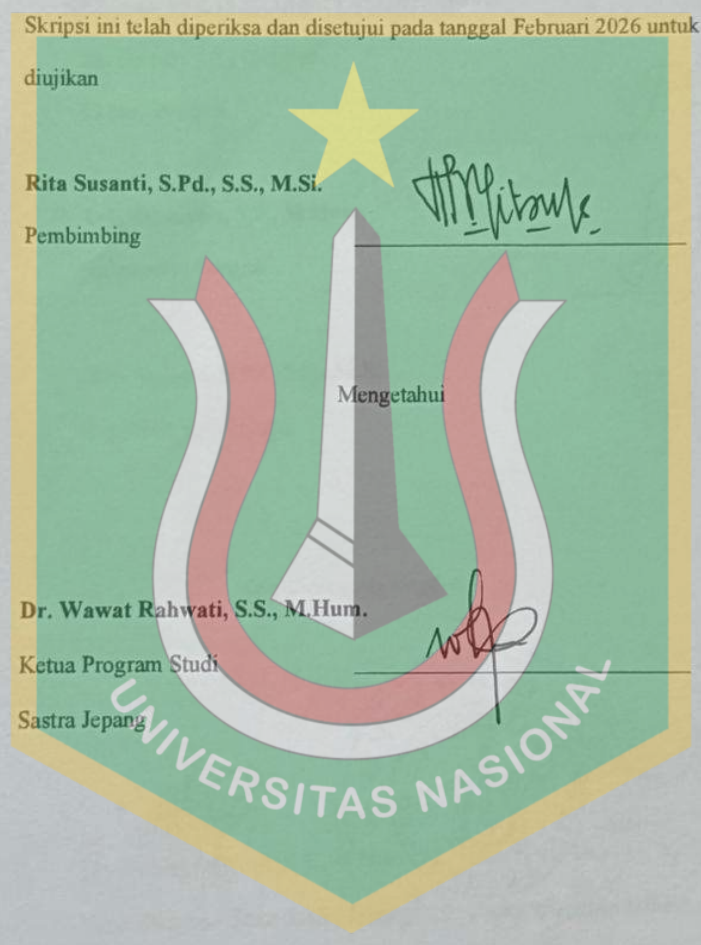 Skripsi ini telah diperiksa dan disetujui pada tanggal Februari 2026 untuk
diujikan
Rita Susanti, S.Pd., S.S., M.Si.
Pembimbing
Mengetahui
Dr. Wawat Rahwati, S.S., M.Hum.
Ketua Program Studi
Sastra Jepang
UNIVERSITAS NASIONAL